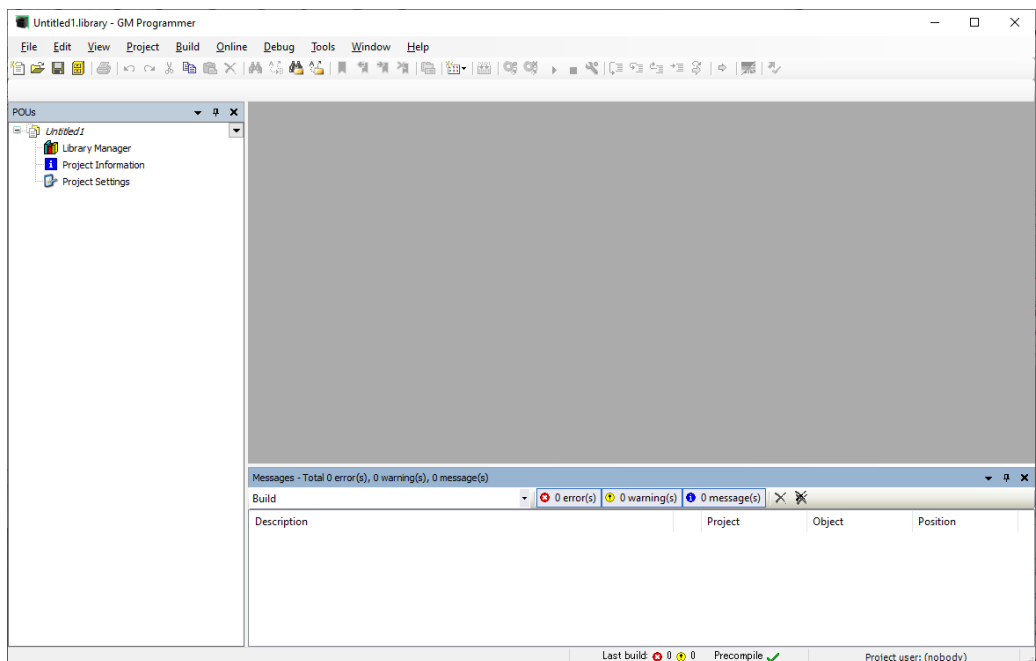 Untitled1.library - GM Programmer
File Edit View Project Build Online Debug Tools Window Help
POUs
Untitled1
Library Manager
Project Information
Project Settings
Messages - Total 0 error(s), 0 warning(s), 0 message(s)
Build 0 error(s) 0 warning(s) 0 message(s)
Description Project Object Position
Last build: 0 0 Precompile Project user: (nobody)